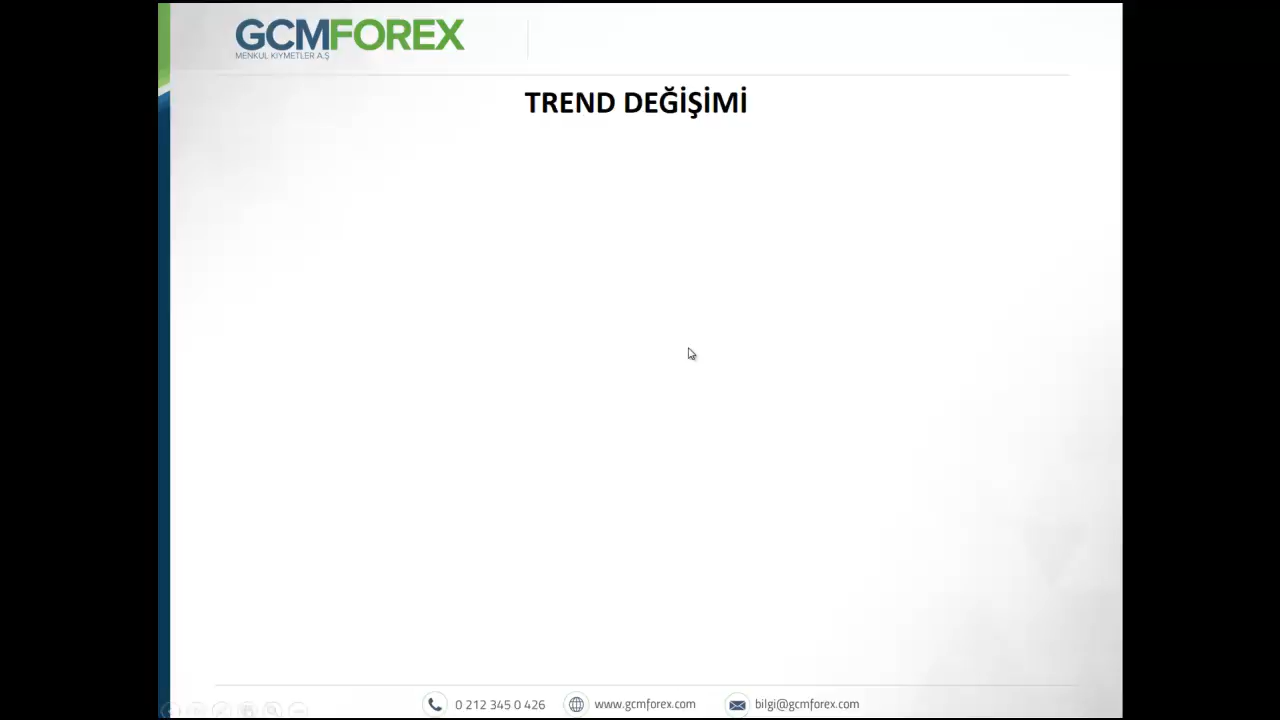 GCMFOREX
MENKUL KIYMETLER A.Ş
TREND DEĞİŞİMİ
0 212 345 0 426 www.gcmforex.com bilgi@gcmforex.com